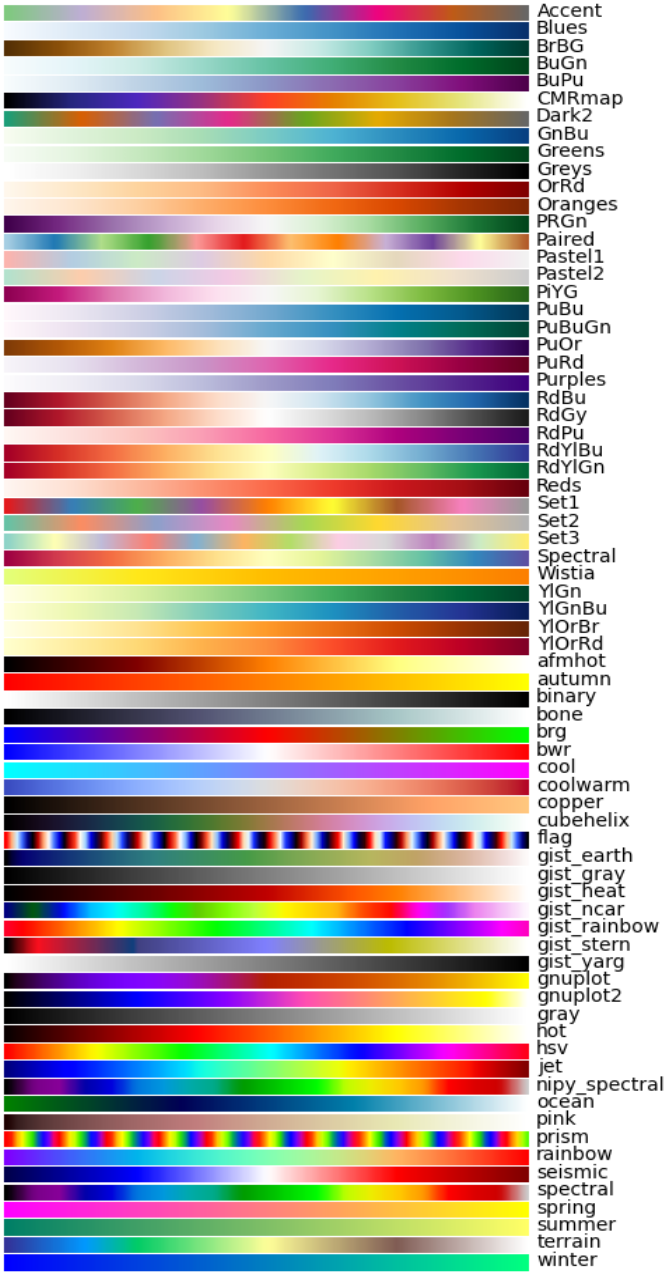 Accent
Blues
BrBG
BuGn
BuPu
CMRmap
Dark2
GnBu
Greens
Greys
OrRd
Oranges
PRGn
Paired
Pastel1
Pastel2
PiYG
PuBu
PuBuGn
PuOr
PuRd
Purples
RdBu
RdGy
RdPu
RdYlBu
RdYlGn
Reds
Set1
Set2
Set3
Spectral
Wistia
YlGn
YlGnBu
YlOrBr
YlOrRd
afmhot
autumn
binary
bone
brg
bwr
cool
coolwarm
copper
cubehelix
flag
gist_earth
gist_gray
gist_heat
gist_ncar
gist_rainbow
gist_stern
gist_yarg
gnuplot
gnuplot2
gray
hot
hsv
jet
nipy_spectral
ocean
pink
prism
rainbow
seismic
spectral
spring
summer
terrain
winter